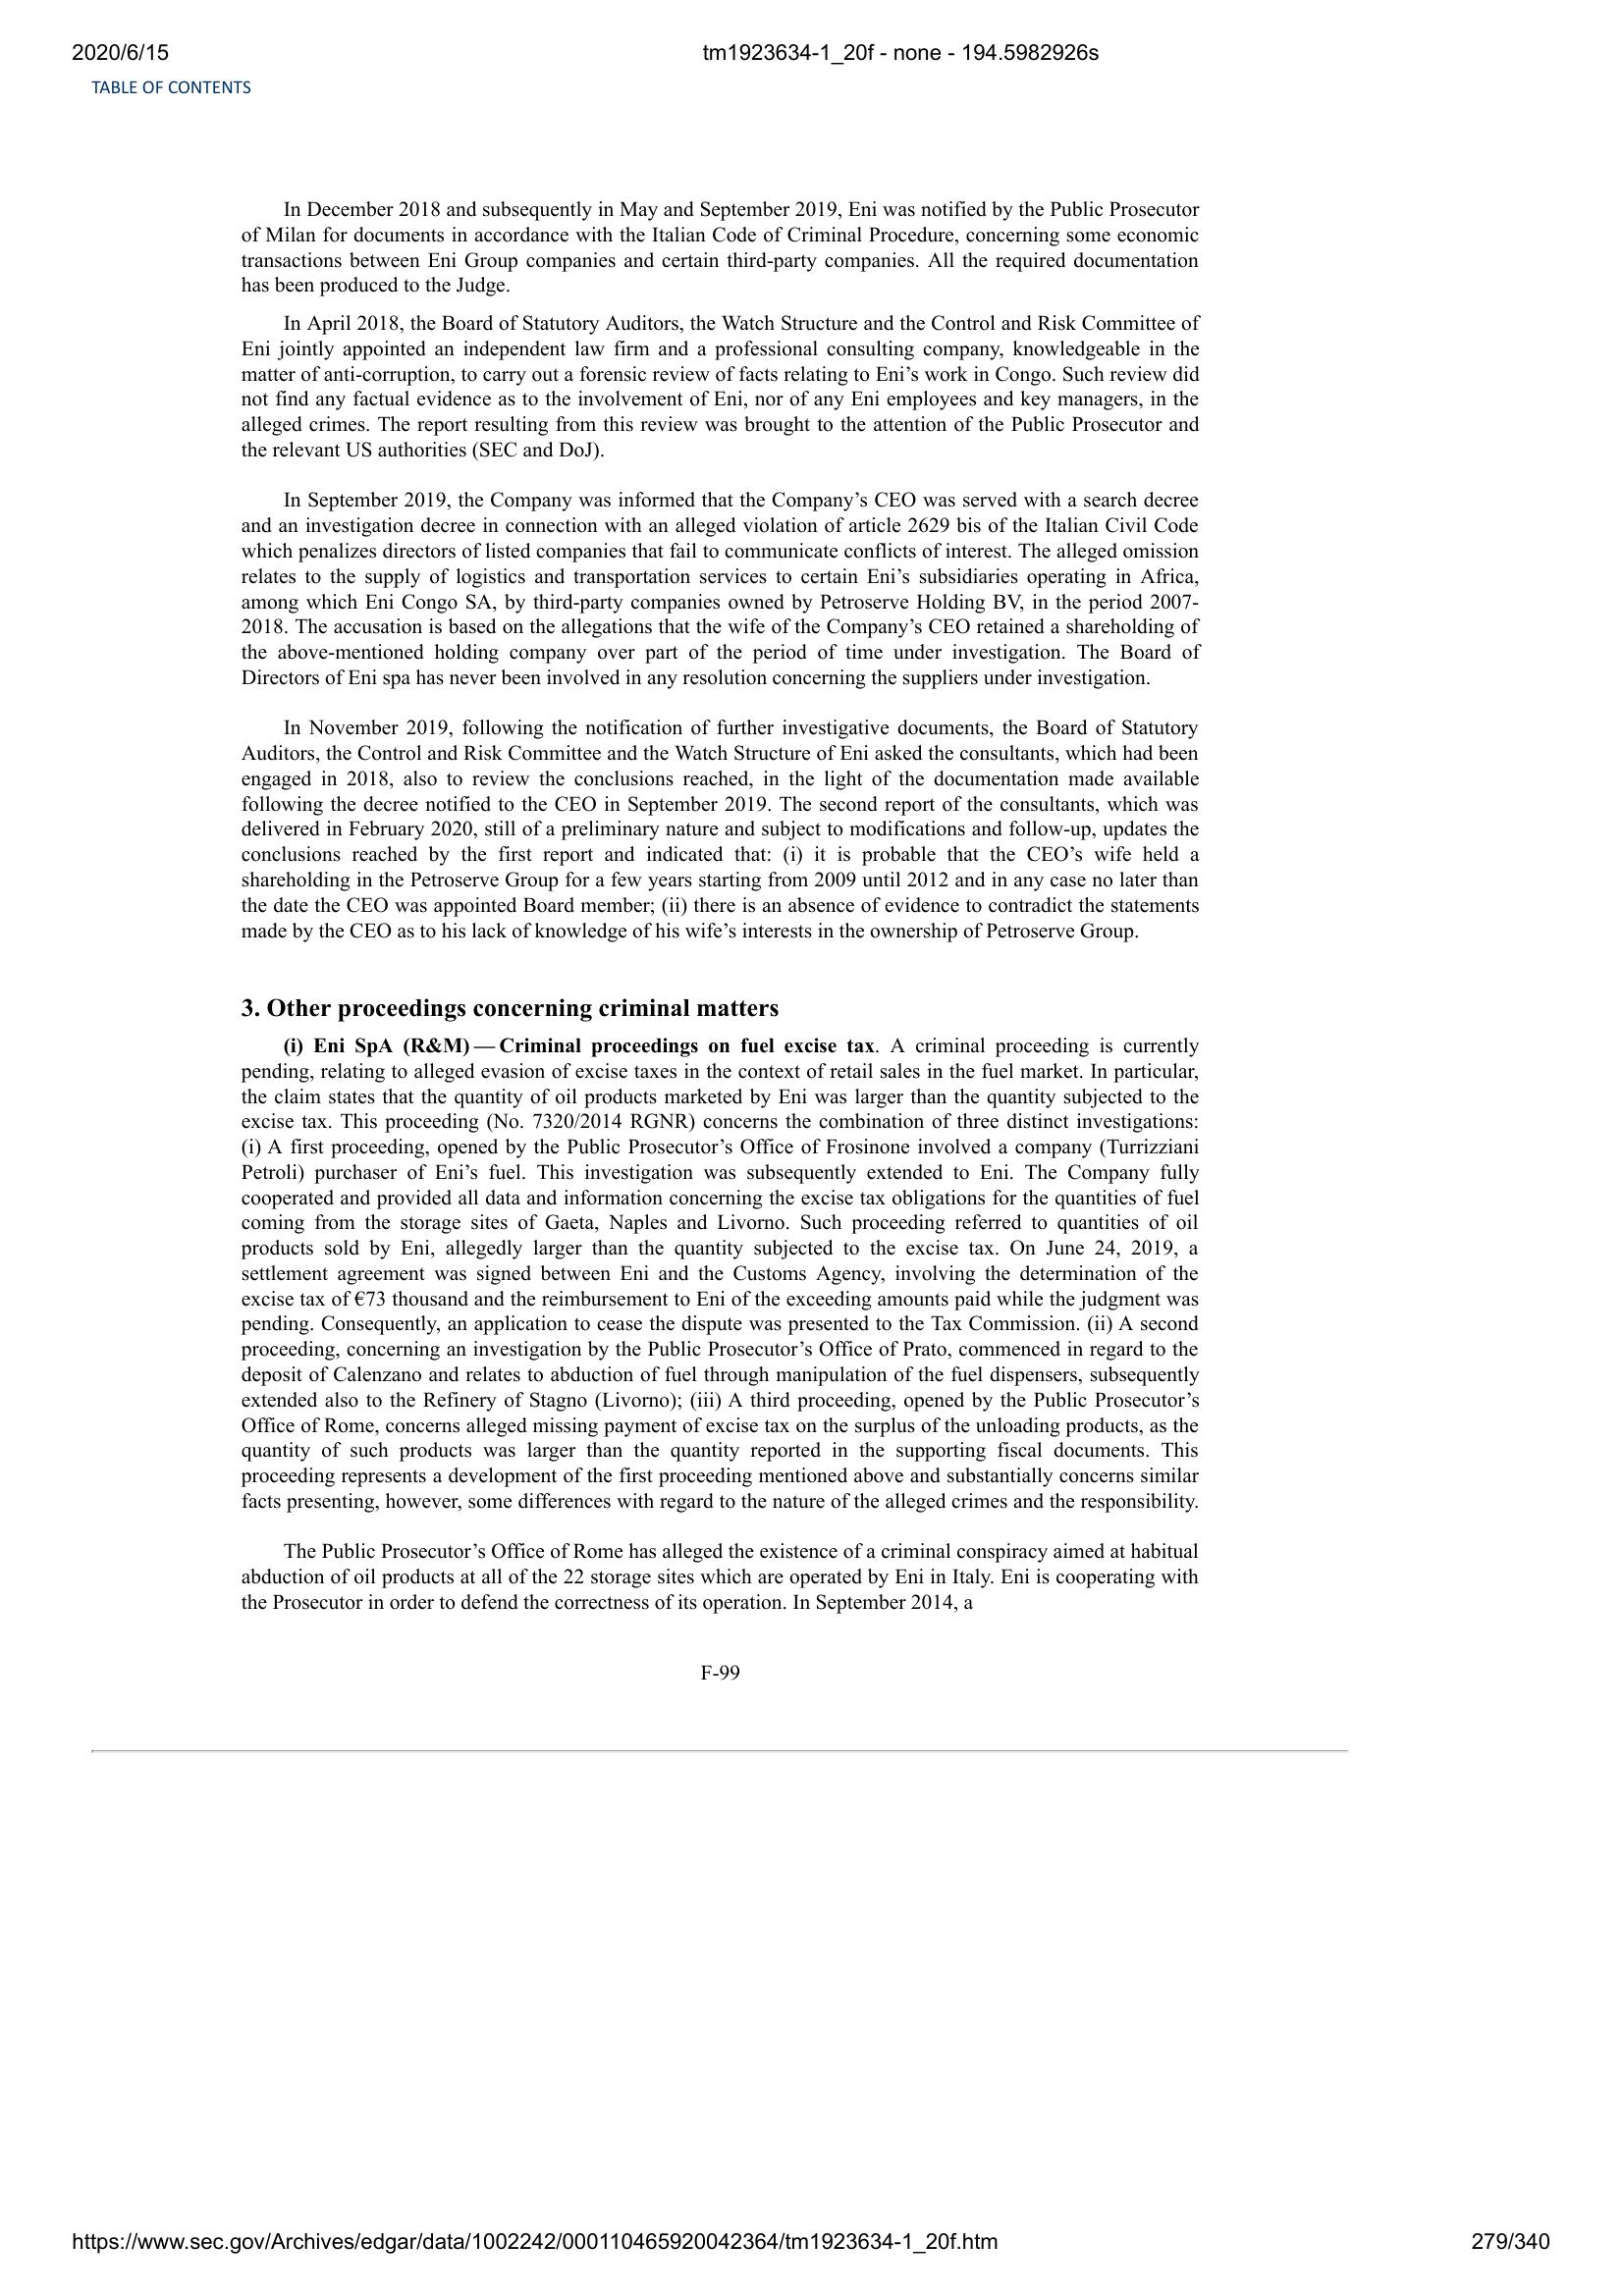 2020/6/15
tm1923634-1_20f - none - 194.5982926s
TABLE OF CONTENTS
In December 2018 and subsequently in May and September 2019, Eni was notified by the Public Prosecutor
of Milan for documents in accordance with the Italian Code of Criminal Procedure, concerning some economic
transactions between Eni Group companies and certain third-party companies. All the required documentation
has been produced to the Judge.
In April 2018, the Board of Statutory Auditors, the Watch Structure and the Control and Risk Committee of
Eni jointly appointed an independent law firm and a professional consulting company, knowledgeable in the
matter of anti-corruption, to carry out a forensic review of facts relating to Eni’s work in Congo. Such review did
not find any factual evidence as to the involvement of Eni, nor of any Eni employees and key managers, in the
alleged crimes. The report resulting from this review was brought to the attention of the Public Prosecutor and
the relevant US authorities (SEC and DoJ).
In September 2019, the Company was informed that the Company’s CEO was served with a search decree
and an investigation decree in connection with an alleged violation of article 2629 bis of the Italian Civil Code
which penalizes directors of listed companies that fail to communicate conflicts of interest. The alleged omission
relates to the supply of logistics and transportation services to certain Eni’s subsidiaries operating in Africa,
among which Eni Congo SA, by third-party companies owned by Petroserve Holding BV, in the period 2007-
2018. The accusation is based on the allegations that the wife of the Company’s CEO retained a shareholding of
the above-mentioned holding company over part of the period of time under investigation. The Board of
Directors of Eni spa has never been involved in any resolution concerning the suppliers under investigation.
In November 2019, following the notification of further investigative documents, the Board of Statutory
Auditors, the Control and Risk Committee and the Watch Structure of Eni asked the consultants, which had been
engaged in 2018, also to review the conclusions reached, in the light of the documentation made available
following the decree notified to the CEO in September 2019. The second report of the consultants, which was
delivered in February 2020, still of a preliminary nature and subject to modifications and follow-up, updates the
conclusions reached by the first report and indicated that: (i) it is probable that the CEO’s wife held a
shareholding in the Petroserve Group for a few years starting from 2009 until 2012 and in any case no later than
the date the CEO was appointed Board member; (ii) there is an absence of evidence to contradict the statements
made by the CEO as to his lack of knowledge of his wife’s interests in the ownership of Petroserve Group.
3. Other proceedings concerning criminal matters
(i) Eni SpA (R&M) — Criminal proceedings on fuel excise tax. A criminal proceeding is currently
pending, relating to alleged evasion of excise taxes in the context of retail sales in the fuel market. In particular,
the claim states that the quantity of oil products marketed by Eni was larger than the quantity subjected to the
excise tax. This proceeding (No. 7320/2014 RGNR) concerns the combination of three distinct investigations:
(i) A first proceeding, opened by the Public Prosecutor’s Office of Frosinone involved a company (Turrizziani
Petroli) purchaser of Eni’s fuel. This investigation was subsequently extended to Eni. The Company fully
cooperated and provided all data and information concerning the excise tax obligations for the quantities of fuel
coming from the storage sites of Gaeta, Naples and Livorno. Such proceeding referred to quantities of oil
products sold by Eni, allegedly larger than the quantity subjected to the excise tax. On June 24, 2019, a
settlement agreement was signed between Eni and the Customs Agency, involving the determination of the
excise tax of €73 thousand and the reimbursement to Eni of the exceeding amounts paid while the judgment was
pending. Consequently, an application to cease the dispute was presented to the Tax Commission. (ii) A second
proceeding, concerning an investigation by the Public Prosecutor’s Office of Prato, commenced in regard to the
deposit of Calenzano and relates to abduction of fuel through manipulation of the fuel dispensers, subsequently
extended also to the Refinery of Stagno (Livorno); (iii) A third proceeding, opened by the Public Prosecutor’s
Office of Rome, concerns alleged missing payment of excise tax on the surplus of the unloading products, as the
quantity of such products was larger than the quantity reported in the supporting fiscal documents. This
proceeding represents a development of the first proceeding mentioned above and substantially concerns similar
facts presenting, however, some differences with regard to the nature of the alleged crimes and the responsibility.
The Public Prosecutor’s Office of Rome has alleged the existence of a criminal conspiracy aimed at habitual
abduction of oil products at all of the 22 storage sites which are operated by Eni in Italy. Eni is cooperating with
the Prosecutor in order to defend the correctness of its operation. In September 2014, a
F-99
https://www.sec.gov/Archives/edgar/data/1002242/000110465920042364/tm1923634-1_20f.htm
279/340